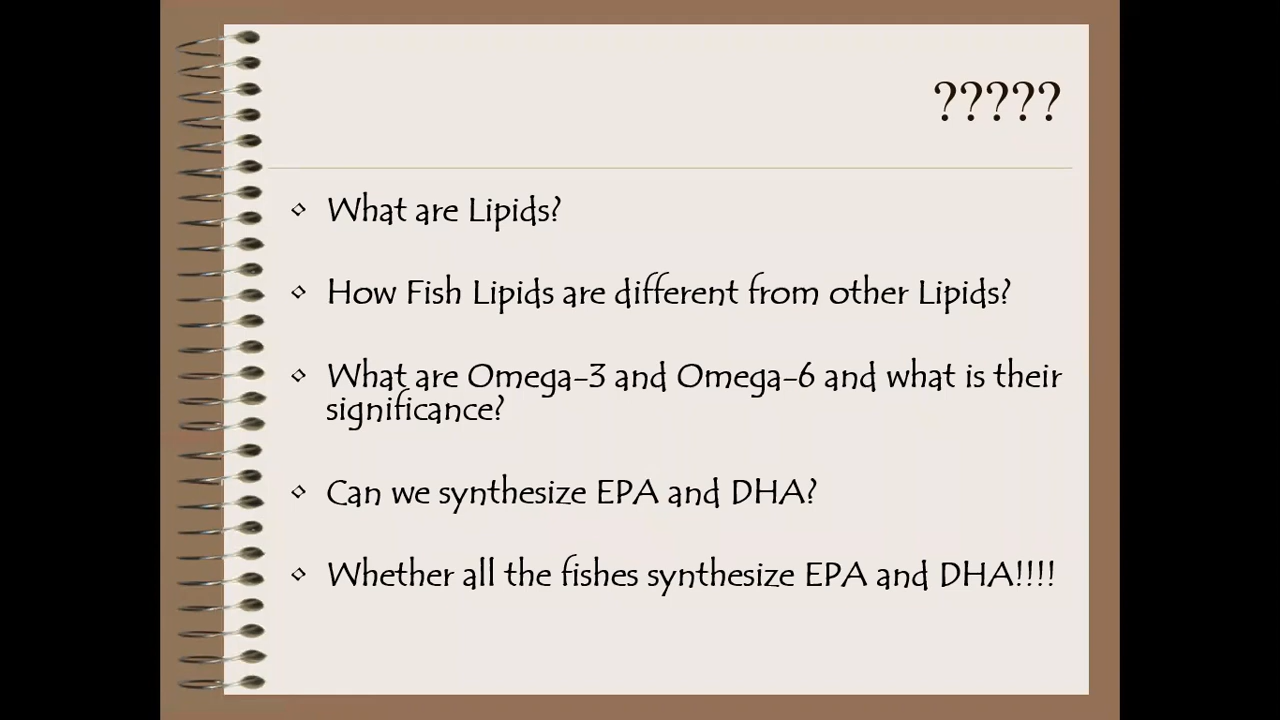 ?????
What are Lipids?
How Fish Lipids are different from other Lipids?
What are Omega-3 and Omega-6 and what is their
significance?
Can we synthesize EPA and DHA?
Whether all the fishes synthesize EPA and DHA!!!!